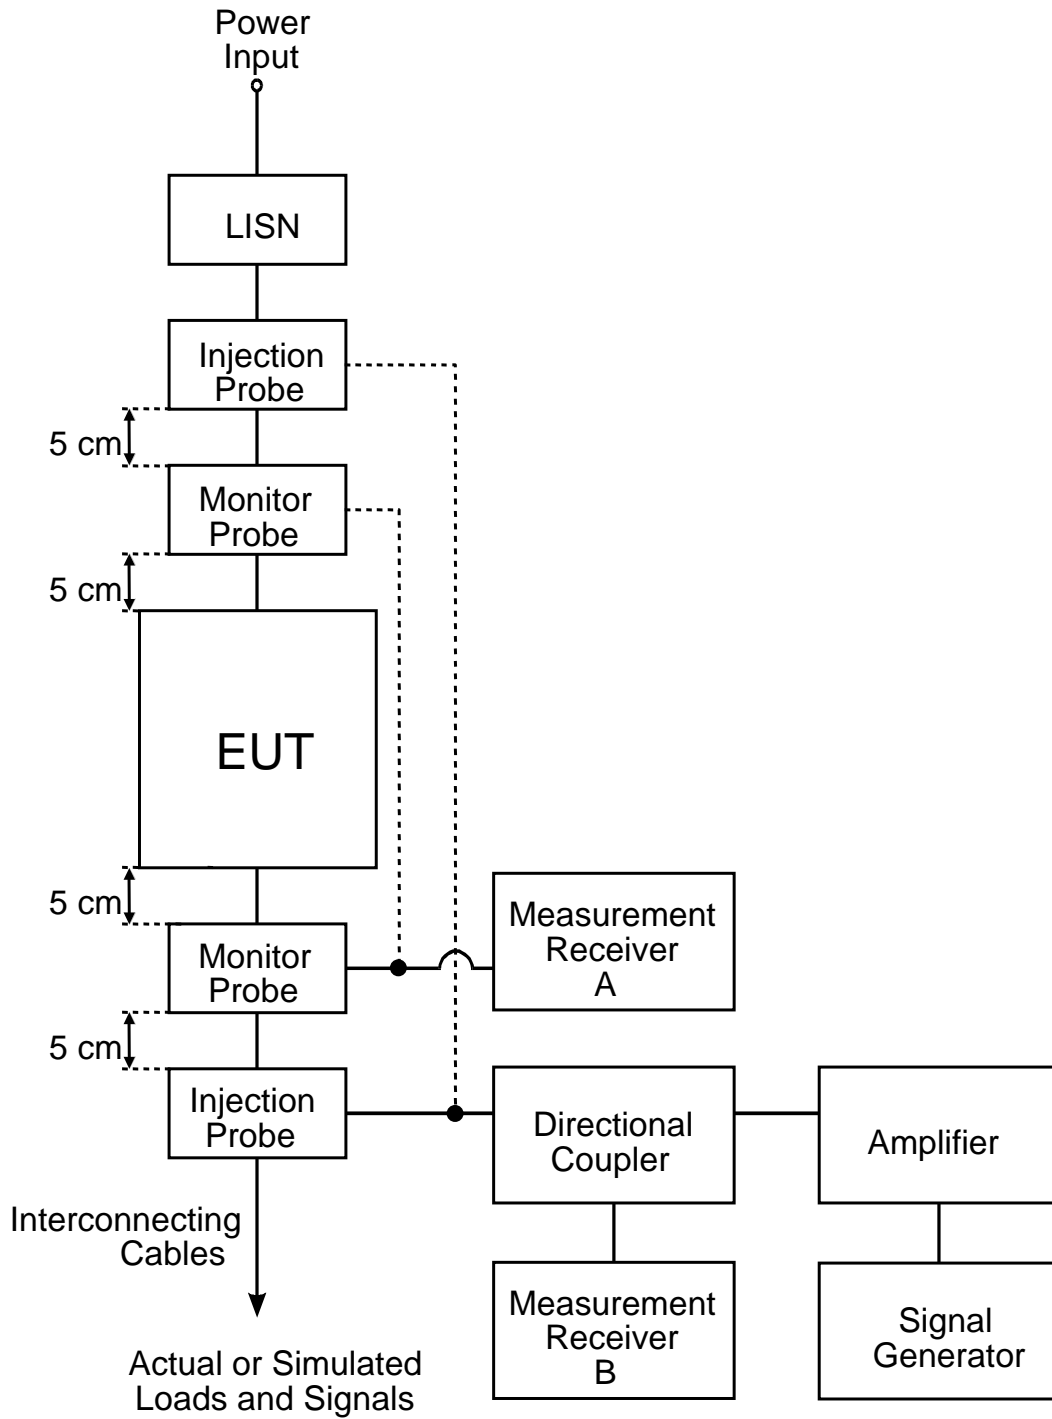 Power
Input
LISN
Injection
Probe
5 cm
Monitor
Probe
5 cm
EUT
5 cm
Monitor
Probe
Measurement
Receiver
A
5 cm
Injection
Probe
Directional
Coupler
Amplifier
Interconnecting
Cables
Measurement
Receiver
B
Signal
Generator
Actual or Simulated
Loads and Signals